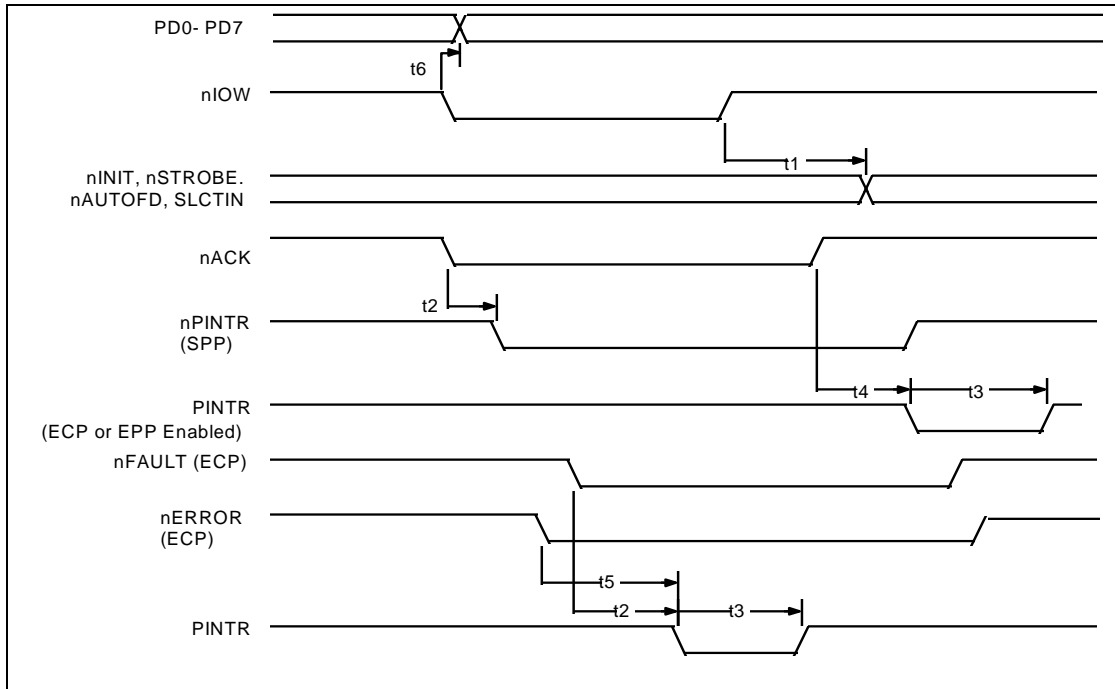 PD0- PD7
t6
nIOW
t1
nINIT, nSTROBE.
nAUTOFD, SLCTIN
nACK
t2
nPINTR
(SPP)
t4
t3
PINTR
(ECP or EPP Enabled)
nFAULT (ECP)
nERROR
(ECP)
t5
t2
t3
PINTR